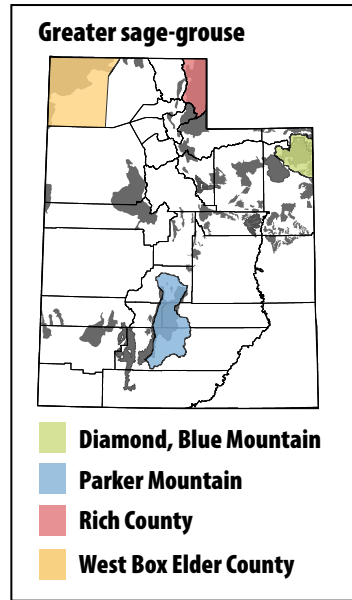 Greater sage-grouse
Diamond, Blue Mountain
Parker Mountain
Rich County
West Box Elder County